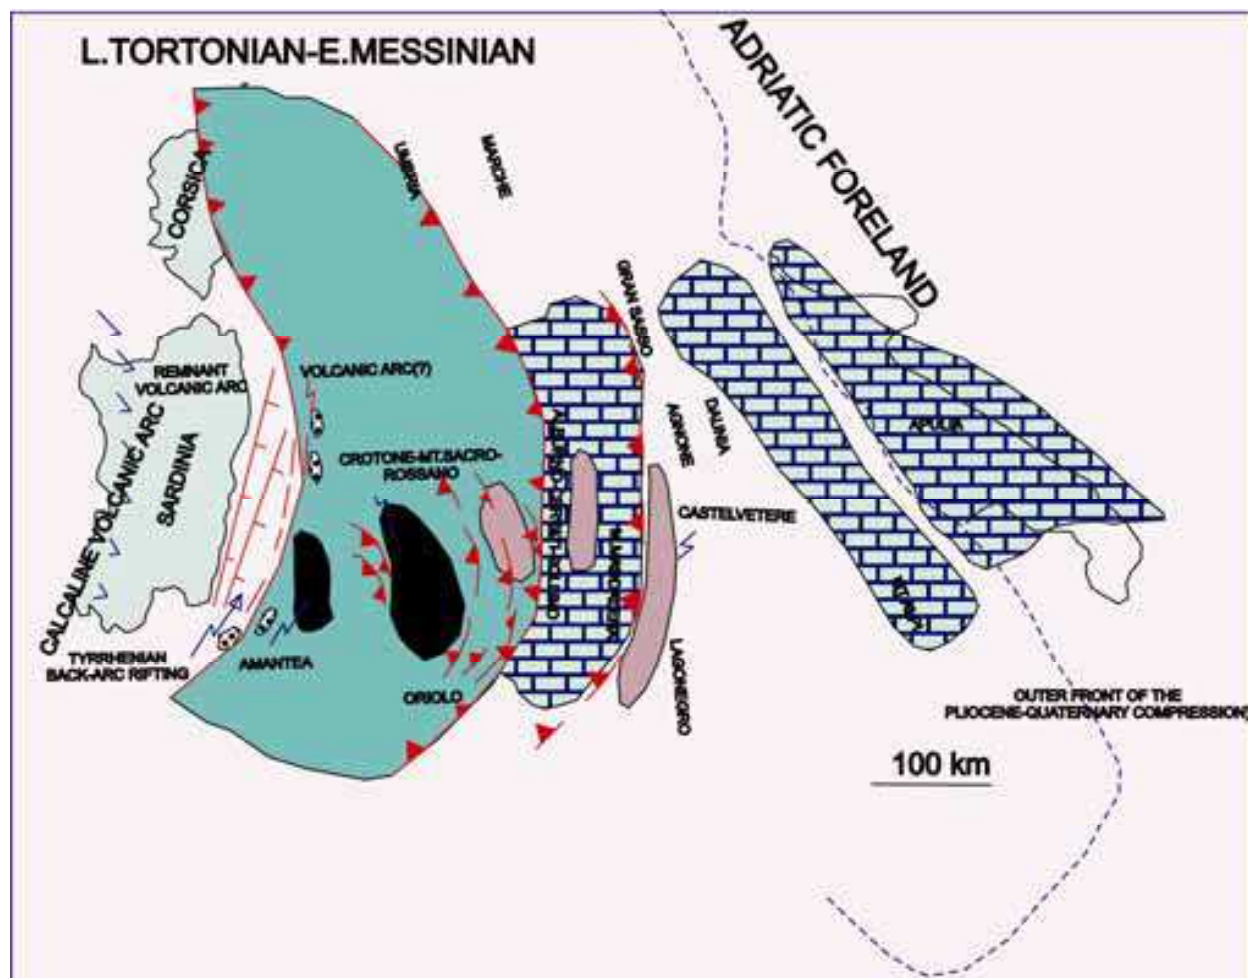 L.TORTONIAN-E.MESSINIAN
ADRIATIC FORELAND
CORSICA
UMBRIA
MARCHE
GRAN SASSO
REMNANT
VOLCANIC ARC
VOLCANIC ARC(?)
CALCALINE VOLCANIC ARC
SARDINIA
CROTONE-MT.SACRO-
ROSSANO
AGNONE
DAUNIA
APULIA
CASTELVETERE
TYRRHENIAN
BACK-ARC RIFTING
AMANTEA
ORIOLO
LAGONEGRO
OUTER FRONT OF THE
PLIOCENE-QUATERNARY COMPRESSION
100 km